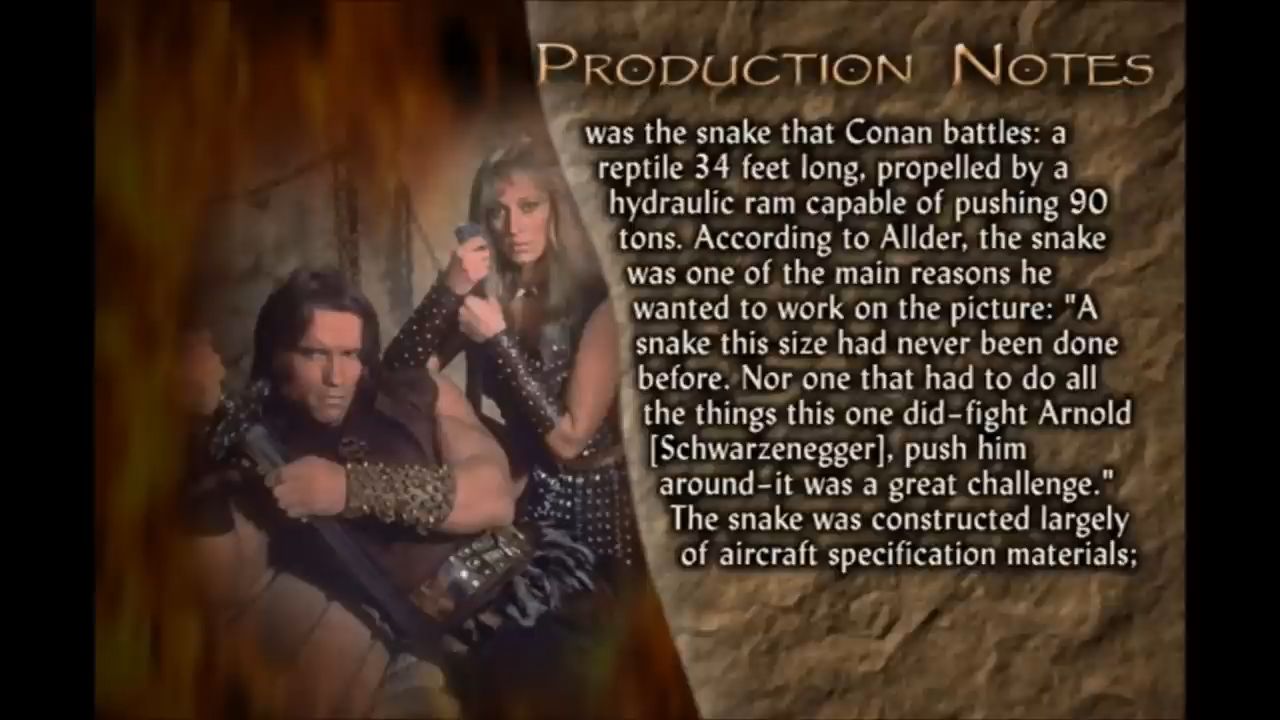 PRODUCTION NOTES
was the snake that Conan battles: a
reptile 34 feet long, propelled by a
hydraulic ram capable of pushing 90
tons. According to Allder, the snake
was one of the main reasons he
wanted to work on the picture: "A
snake this size had never been done
before. Nor one that had to do all
the things this one did-fight Arnold
[Schwarzenegger], push him
around-it was a great challenge."
The snake was constructed largely
of aircraft specification materials;